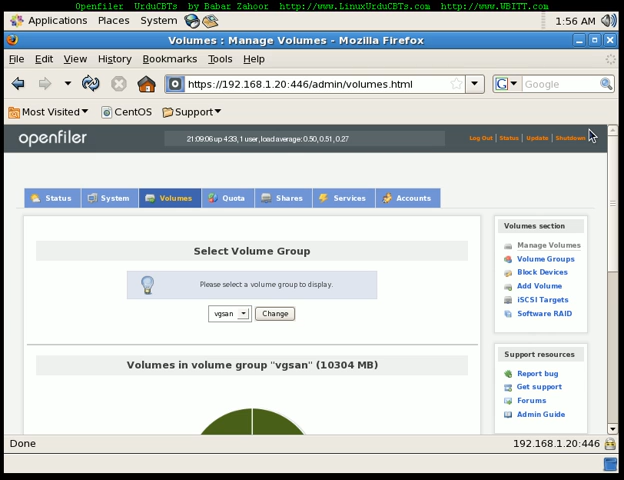 Openfiler UrduCBTs by Babar Zahoor http://www.LinuxUrduCBTs.com http://www.WBITT.com
Applications Places System 1:56 AM
Volumes : Manage Volumes - Mozilla Firefox
File Edit View History Bookmarks Tools Help
https://192.168.1.20:446/admin/volumes.html Google
Most Visited CentOS Support
openfiler 21:09:06 up 4:33, 1 user, load average: 0.50, 0.51, 0.27 Log Out | Status | Update | Shutdown
Status System Volumes Quota Shares Services Accounts
Select Volume Group
Please select a volume group to display.
vgsan Change
Volumes in volume group "vgsan" (10304 MB)
Volumes section
Manage Volumes
Volume Groups
Block Devices
Add Volume
iSCSI Targets
Software RAID
Support resources
Report bug
Get support
Forums
Admin Guide
Done 192.168.1.20:446